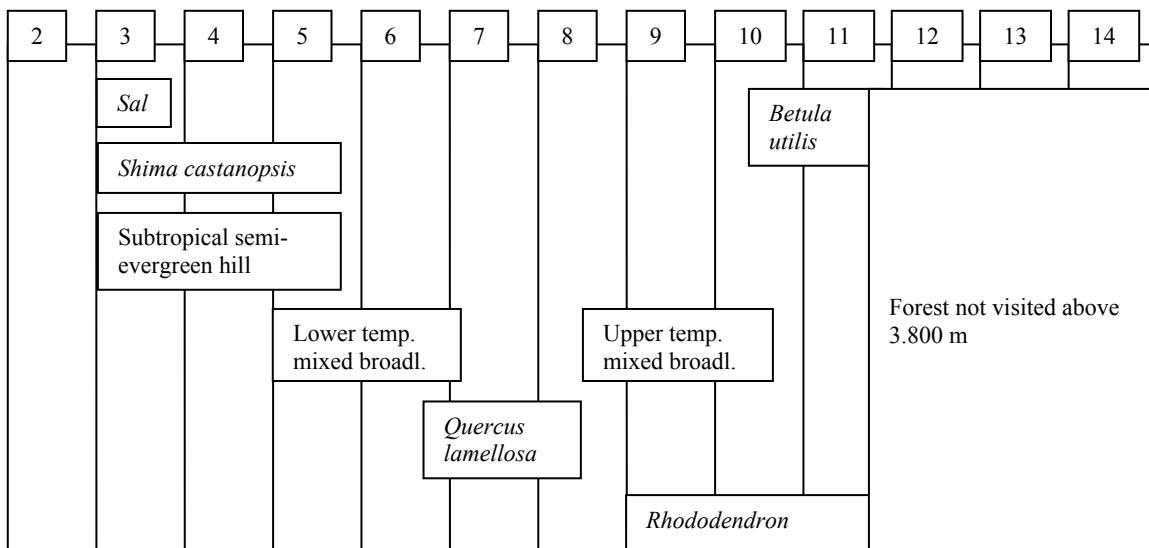 2 3 4 5 6 7 8 9 10 11 12 13 14
Sal
Betula
utilis
Shima castanopsis
Subtropical semi-
evergreen hill
Forest not visited above
3.800 m
Lower temp.
mixed broadl.
Upper temp.
mixed broadl.
Quercus
lamellosa
Rhododendron